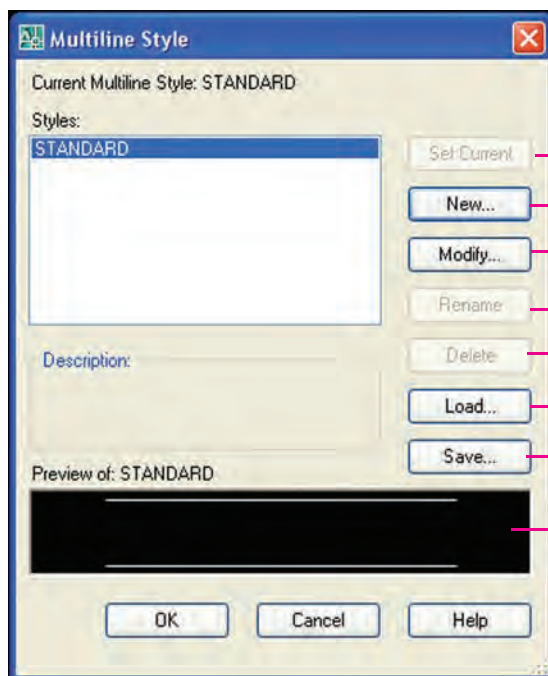 Multiline Style
Current Multiline Style: STANDARD
Styles:
STANDARD
Set Current
New...
Modify...
Rename
Delete
Description:
Load...
Save...
Preview of: STANDARD
OK
Cancel
Help